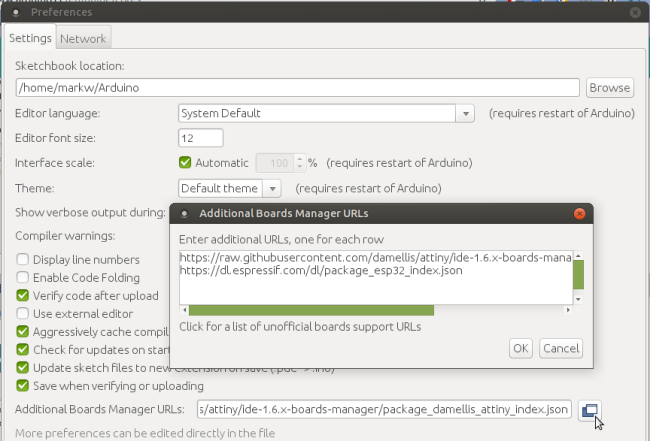 Preferences
Settings Network
Sketchbook location:
/home/markw/Arduino Browse
Editor language: System Default (requires restart of Arduino)
Editor font size: 12
Interface scale: Automatic 100 % (requires restart of Arduino)
Theme: Default theme (requires restart of Arduino)
Show verbose output during:
Additional Boards Manager URLs
Compiler warnings:
Enter additional URLs, one for each row
Display line numbers
https://raw.githubusercontent.com/damellis/attiny/ide-1.6.x-boards-mana
Enable Code Folding
https://dl.espressif.com/dl/package_esp32_index.json
Verify code after upload
Use external editor
Aggressively cache compil
Click for a list of unofficial boards support URLs
Check for updates on start
OK Cancel
Update sketch files to new extension on save (.pde -> .ino)
Save when verifying or uploading
Additional Boards Manager URLs: s/attiny/ide-1.6.x-boards-manager/package_damellis_attiny_index.json
More preferences can be edited directly in the file